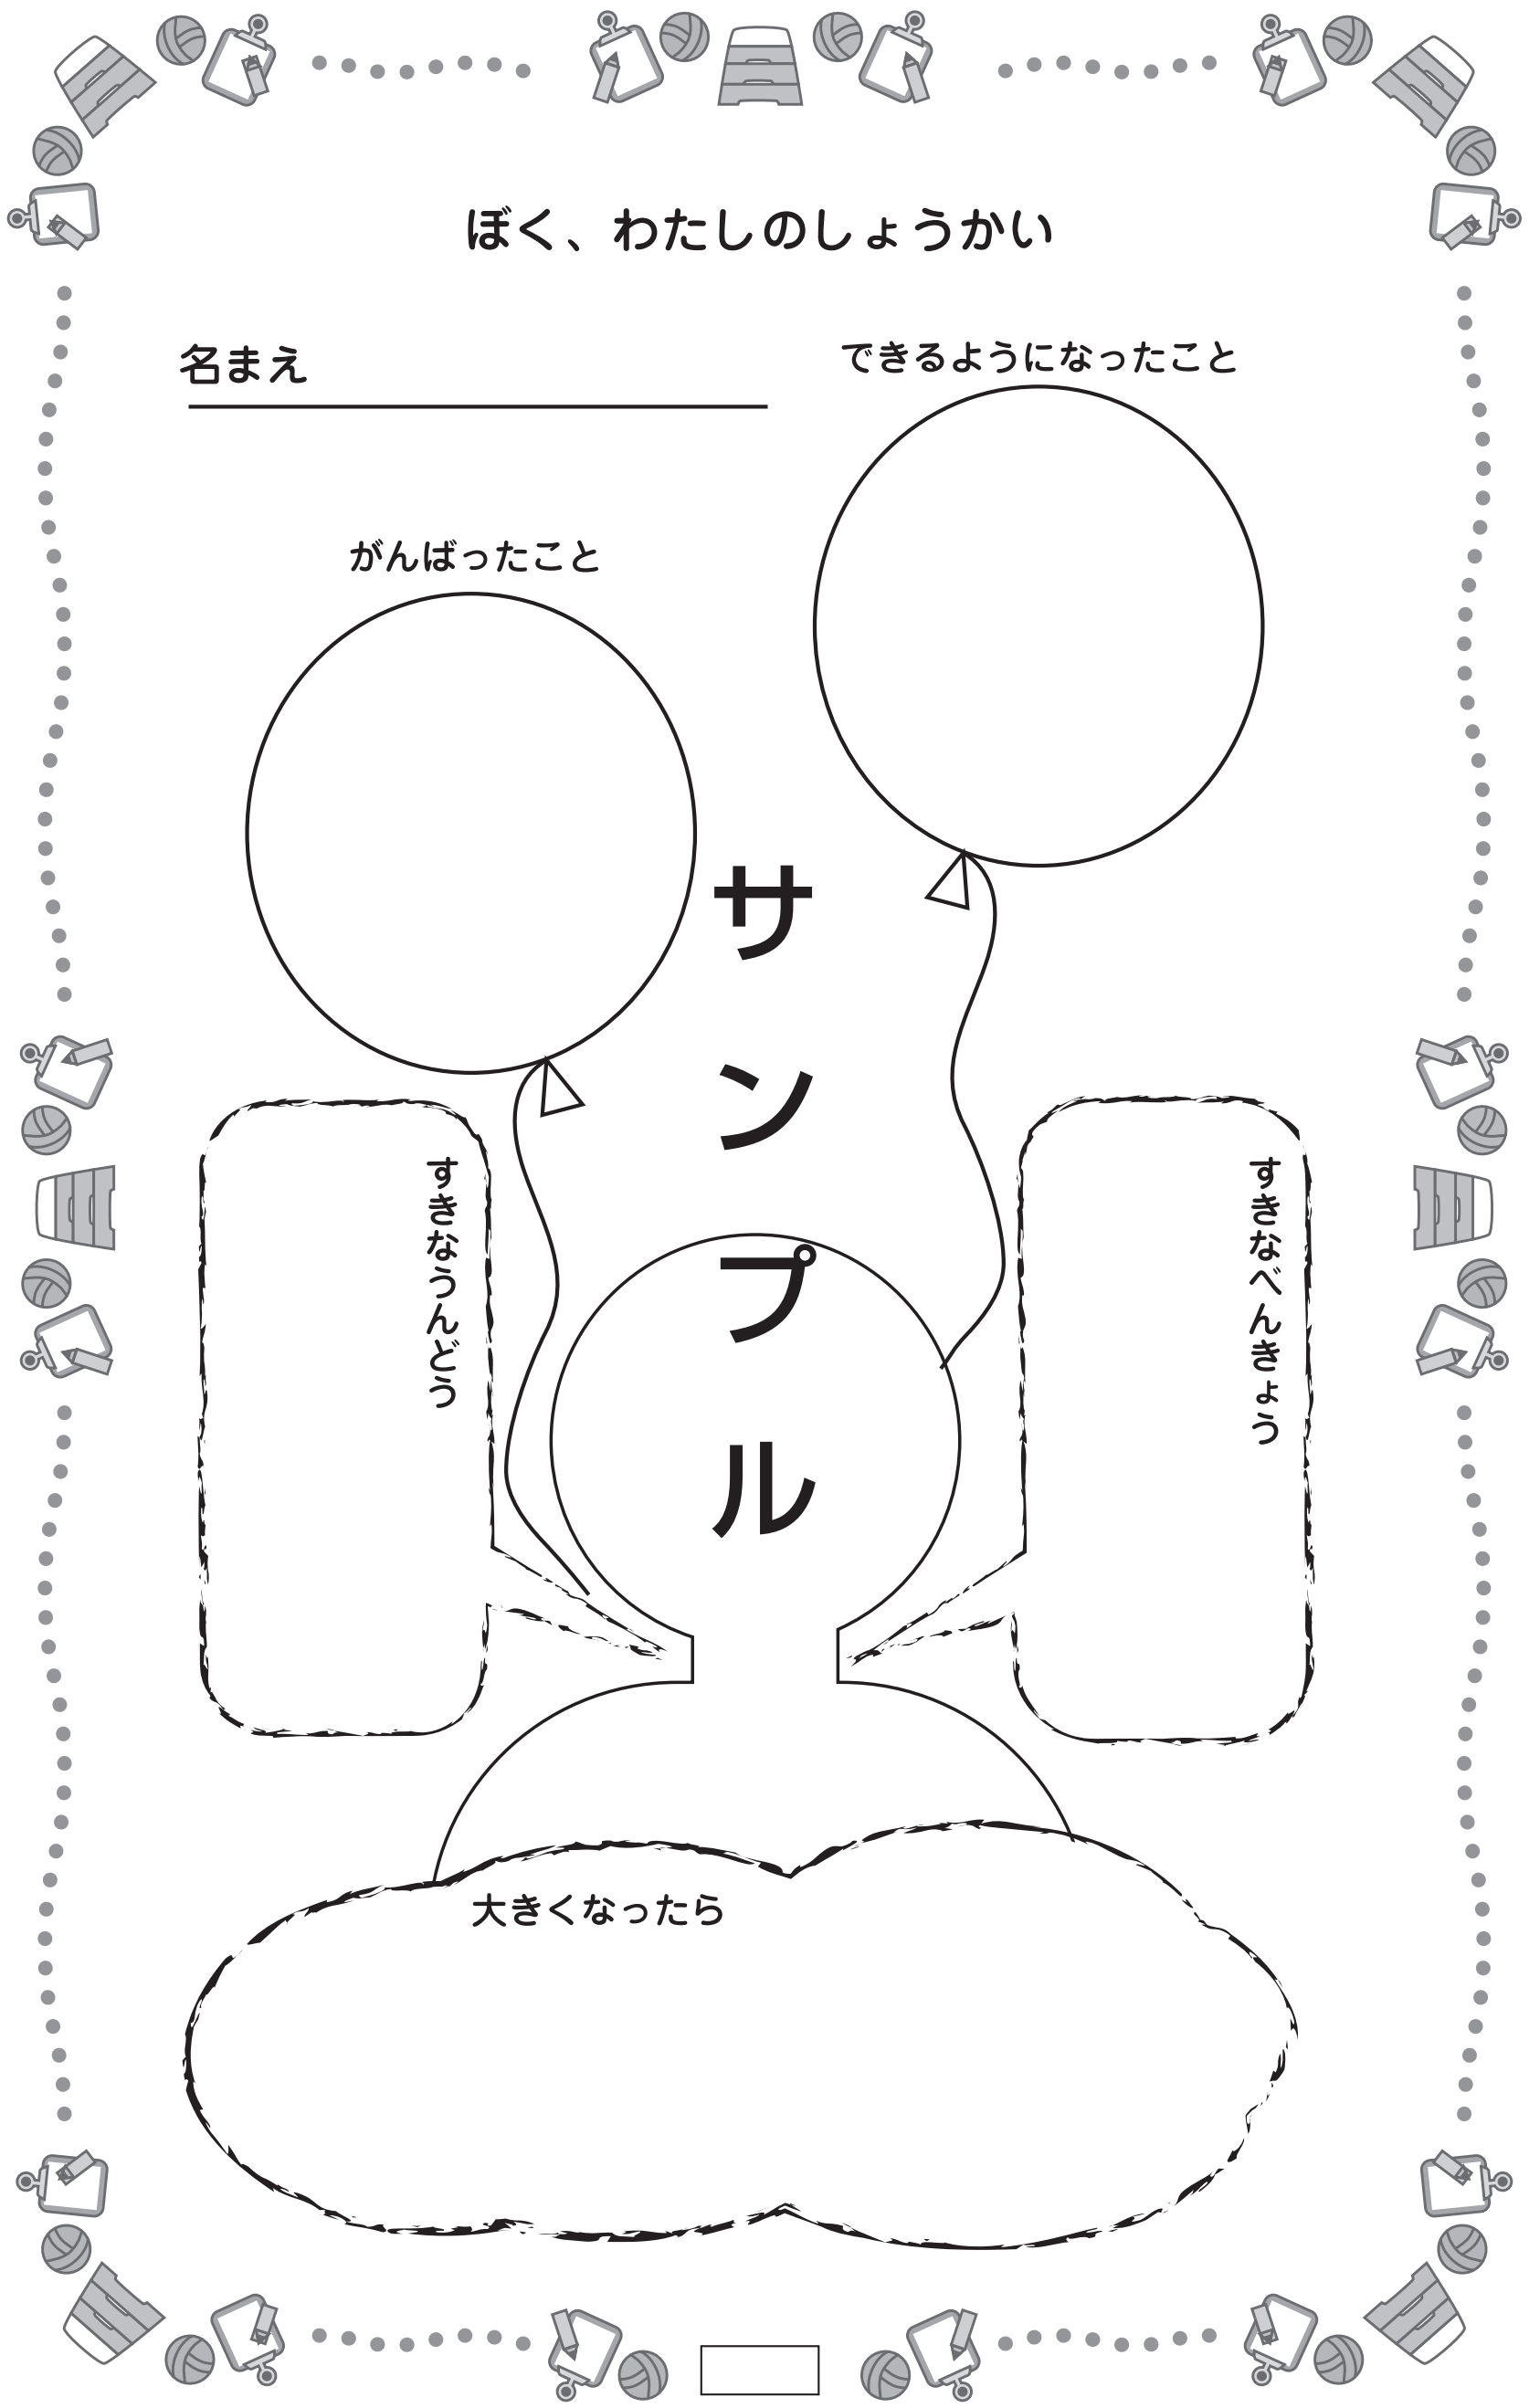 ぼく、わたしのしょうかい
名まえ
できるようになったこと
がんばったこと
サンプル
すきなべんきょう
すきなうんどう
大きくなったら